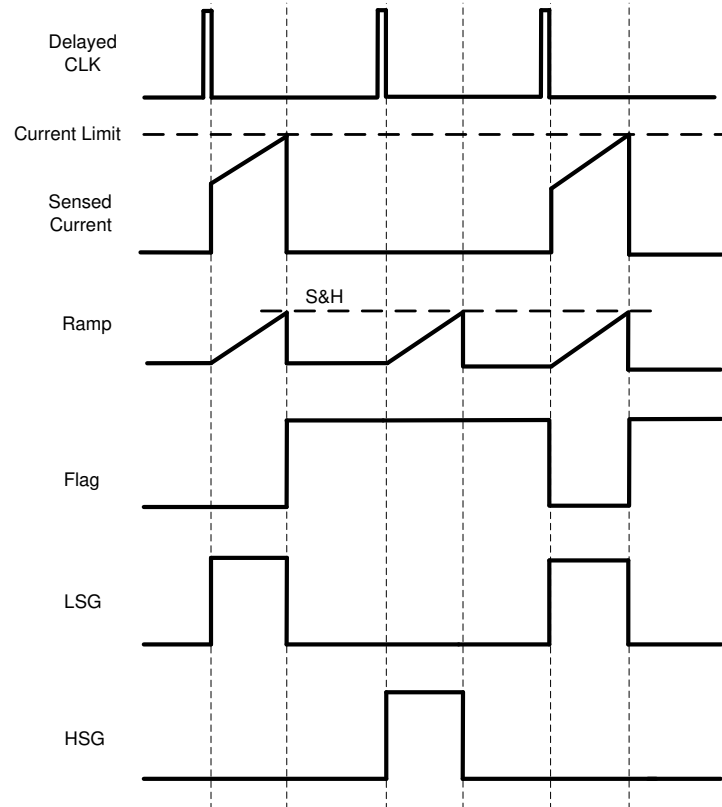 Delayed
CLK
Current Limit
Sensed
Current
S&H
Ramp
Flag
LSG
HSG